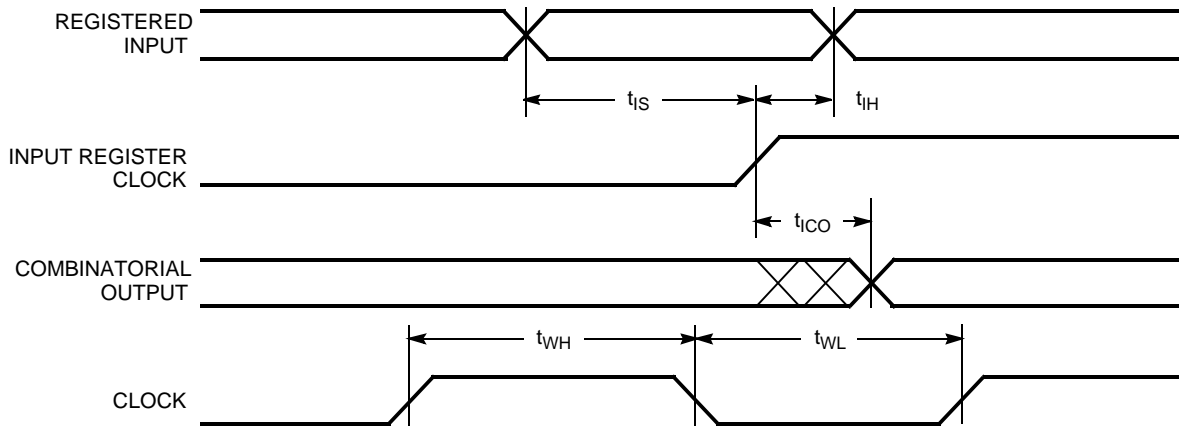 REGISTERED
INPUT
tIS
tIH
INPUT REGISTER
CLOCK
tICO
COMBINATORIAL
OUTPUT
tWH
tWL
CLOCK